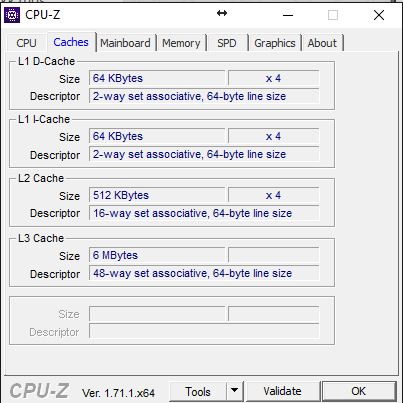 CPU-Z
CPU Caches Mainboard Memory SPD Graphics About
L1 D-Cache
Size 64 KBytes x 4
Descriptor 2-way set associative, 64-byte line size
L1 I-Cache
Size 64 KBytes x 4
Descriptor 2-way set associative, 64-byte line size
L2 Cache
Size 512 KBytes x 4
Descriptor 16-way set associative, 64-byte line size
L3 Cache
Size 6 MBytes
Descriptor 48-way set associative, 64-byte line size
Size
Descriptor
CPU-Z Ver. 1.71.1.x64 Tools Validate OK